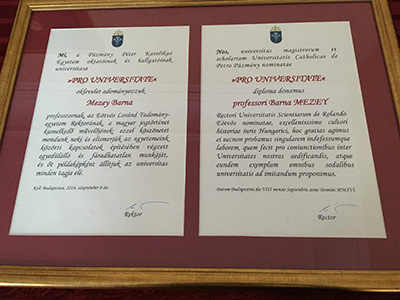 Mi, a Pázmány Péter Katolikus
Egyetem oktatóinak és hallgatóinak
universitasa
»PRO UNIVERSITATE«
oklevelet adományozzuk
Mezey Barna
professzornak, az Eötvös Loránd Tudomány-
egyetem Rektorának, a magyar jogtörténet
kiemelkedő művelőjének; ezzel köszönetet
mondunk neki és elismerjük az egyetemeink
közötti kapcsolatok építésében végzett
egyedülálló és fáradhatatlan munkáját,
és őt példaképként állítjuk az universitas
minden tagja elé.
Kelt Budapesten, 2016. szeptember 8-án
Rektor
Nos, universitas magistrorum et
scholarium Universitatis Catholicae de
Petro Pázmány nominatae
»PRO UNIVERSITATE«
diploma donamus
professori Barna MEZEY
Rectori Universitatis Scientiarum de Rolando
Eötvös nominatae, excellentissimo cultori
historiae iuris Hungarici, hoc gratias agimus
ei necnon probamus singularem indefessumque
laborem, quem fecit pro coniunctionibus inter
Universitates nostras aedificandis, atque
eundem exemplum omnibus sodalibus
universitatis ad imitandum proponimus.
Datum Budapestini die VIII mensis Septembris anno Domini MMXVI.
Rector